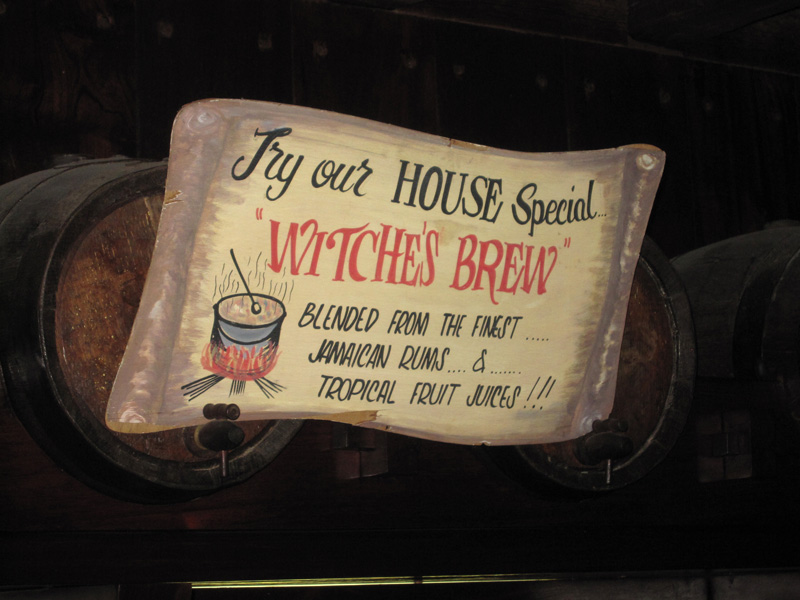 Try our HOUSE Special...
"WITCHE'S BREW"
BLENDED FROM THE FINEST .....
JAMAICAN RUMS.... & .......
TROPICAL FRUIT JUICES!!!